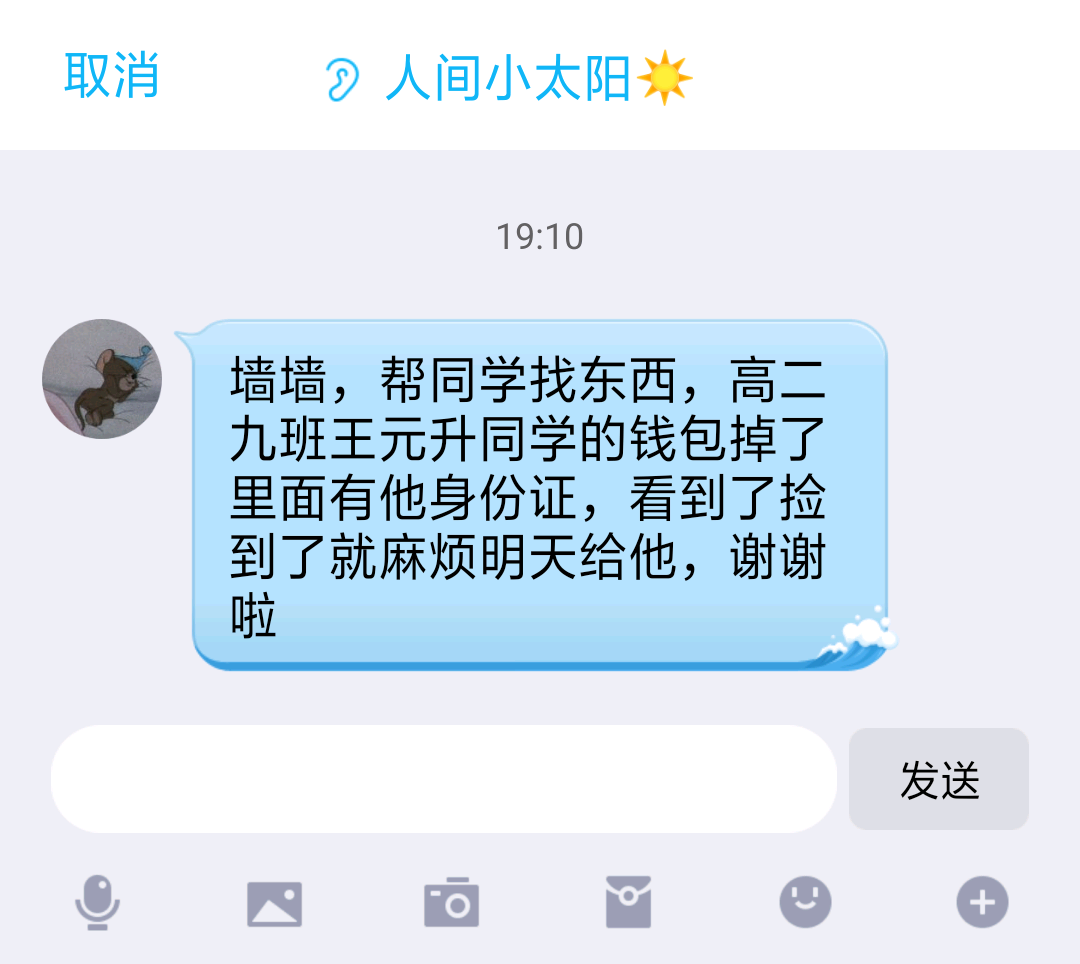 取消
人间小太阳☀️
19:10
墙墙，帮同学找东西，高二
九班王元升同学的钱包掉了
里面有他身份证，看到了捡
到了就麻烦明天给他，谢谢
啦
发送